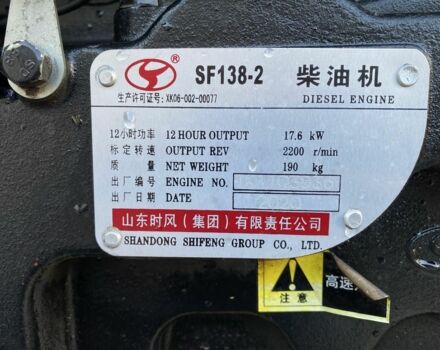 ®
SF138-2 柴油机
生产许可证号: XK06-002-00077 DIESEL ENGINE
12小时功率 12 HOUR OUTPUT 17.6 kW
标定转速 OUTPUT REV 2200 r/min
质量 NET WEIGHT 190 kg
出厂编号 ENGINE NO.
出厂日期 DATE 2020
山东时风(集团)有限责任公司
SHANDONG SHIFENG GROUP CO., LTD.
高速
注意